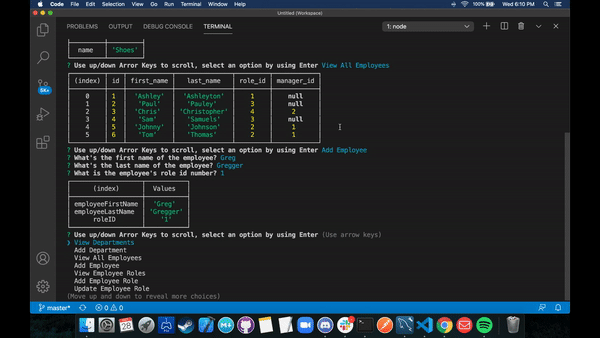 Code File Edit Selection View Go Run Terminal Window Help 100% Wed 6:10 PM
Untitled (Workspace)
PROBLEMS OUTPUT DEBUG CONSOLE TERMINAL 1: node
name 'Shoes'
? Use up/down Arror Keys to scroll, select an option by using Enter View All Employees
(index) id first_name last_name role_id manager_id
0 1 'Ashley' 'Ashleyton' 1 null
1 2 'Paul' 'Pauley' 3 null
2 3 'Chris' 'Christopher' 4 2
3 4 'Sam' 'Samuels' 3 null
4 5 'Johnny' 'Johnson' 2 1
5 6 'Tom' 'Thomas' 2 1
? Use up/down Arror Keys to scroll, select an option by using Enter Add Employee
? What's the first name of the employee? Greg
? What's the last name of the employee? Gregger
? What is the employee's role id number? 1
(index) Values
employeeFirstName 'Greg'
employeeLastName 'Gregger'
roleID '1'
? Use up/down Arror Keys to scroll, select an option by using Enter (Use arrow keys)
❯ View Departments
Add Department
View All Employees
Add Employee
View Employee Roles
Add Employee Role
Update Employee Role
(Move up and down to reveal more choices)
master* 0 0